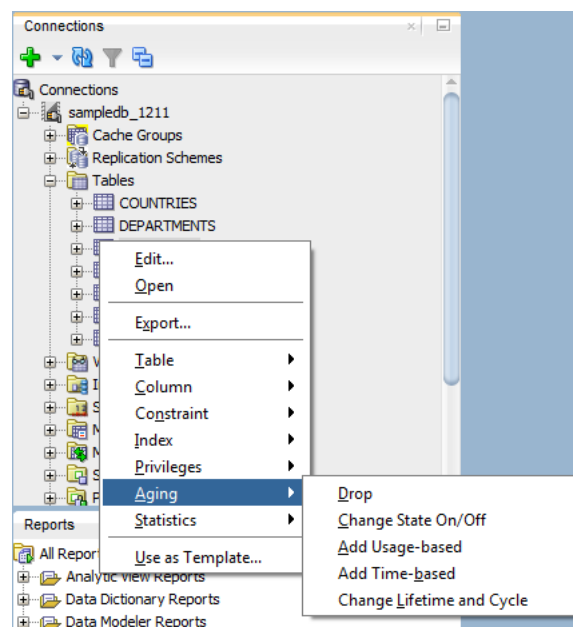 Connections
Connections
sampledb_1211
Cache Groups
Replication Schemes
Tables
COUNTRIES
DEPARTMENTS
Edit...
Open
Export...
Table
Column
Constraint
Index
Privileges
Aging
Statistics
Use as Template...
Drop
Change State On/Off
Add Usage-based
Add Time-based
Change Lifetime and Cycle
Reports
All Repor
Analytic View Reports
Data Dictionary Reports
Data Modeler Reports